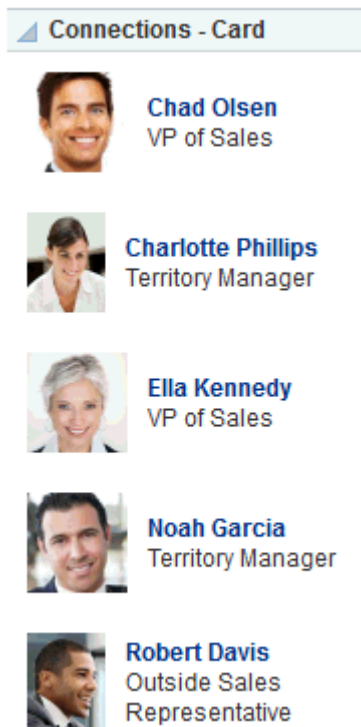 Connections - Card
Chad Olsen
VP of Sales
Charlotte Phillips
Territory Manager
Ella Kennedy
VP of Sales
Noah Garcia
Territory Manager
Robert Davis
Outside Sales
Representative